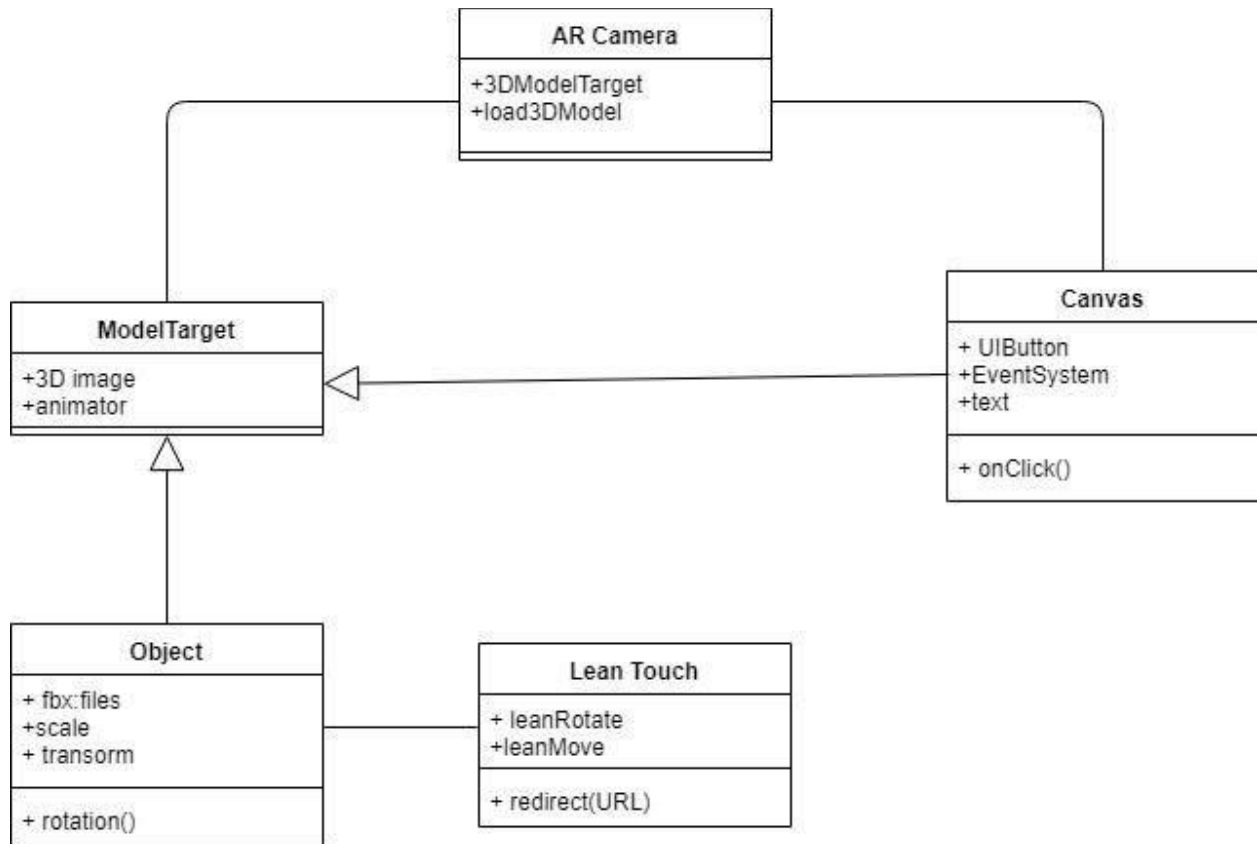 AR Camera
+3DModelTarget
+load3DModel
ModelTarget
+3D image
+animator
Canvas
+ UIButton
+EventSystem
+text
+ onClick()
Object
+ fbx:files
+scale
+ transorm
+ rotation()
Lean Touch
+ leanRotate
+leanMove
+ redirect(URL)